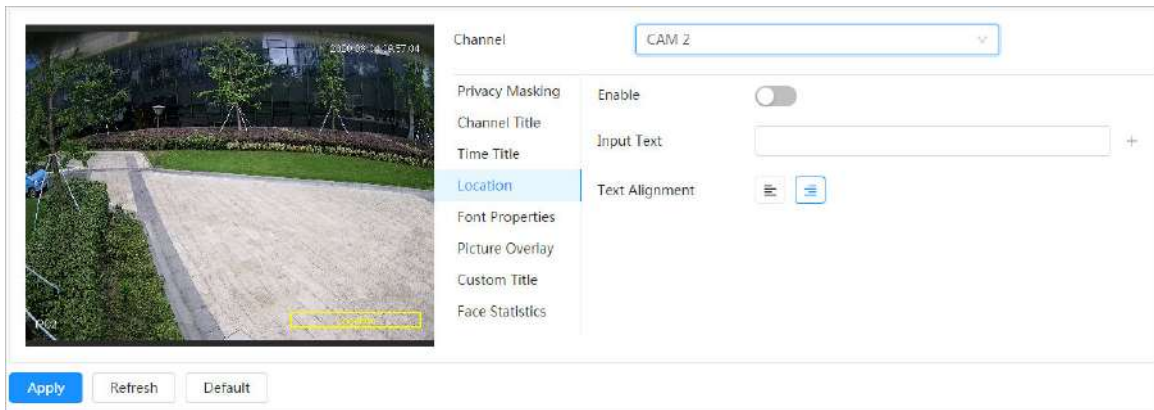 Channel
CAM 2
Privacy Masking
Enable
Channel Title
Input Text
Time Title
Location
Text Alignment
Font Properties
Picture Overlay
Custom Title
Face Statistics
Apply
Refresh
Default